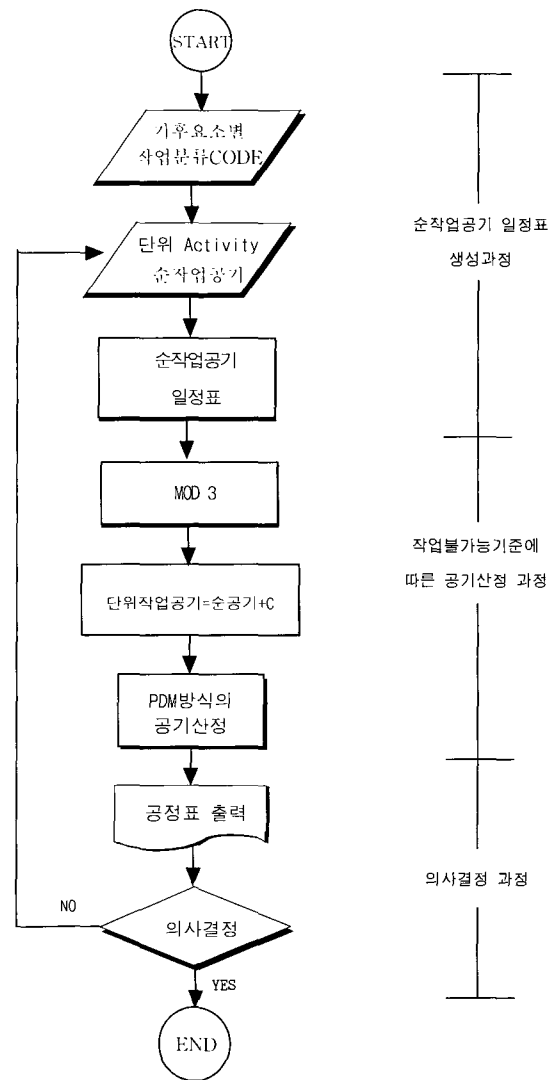 START
기후요소별
작업분류CODE
단위 Activity
순작업공기
순작업공기
일정표
MOD 3
단위작업공기=순공기+C
PDM방식의
공기산정
공정표 출력
의사결정
NO
YES
END
순작업공기 일정표
생성과정
작업불가능기준에
따른 공기산정 과정
의사결정 과정